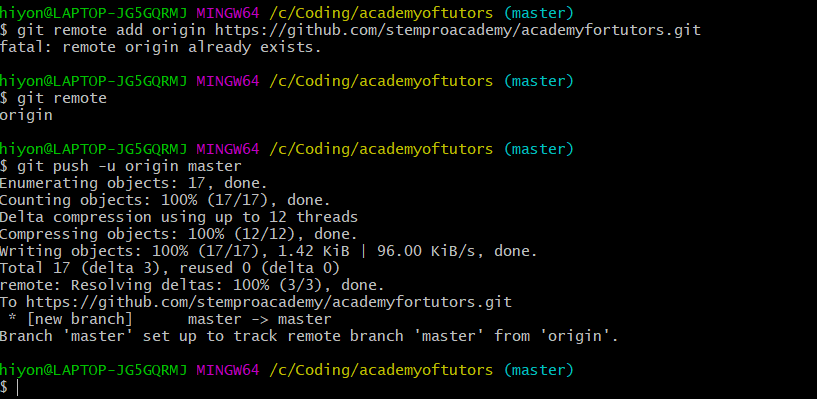 hiyon@LAPTOP-JG5GQRMJ MINGW64 /c/Coding/academyoftutors (master)
$ git remote add origin https://github.com/stemproacademy/academyfortutors.git
fatal: remote origin already exists.
hiyon@LAPTOP-JG5GQRMJ MINGW64 /c/Coding/academyoftutors (master)
$ git remote
origin
hiyon@LAPTOP-JG5GQRMJ MINGW64 /c/Coding/academyoftutors (master)
$ git push -u origin master
Enumerating objects: 17, done.
Counting objects: 100% (17/17), done.
Delta compression using up to 12 threads
Compressing objects: 100% (12/12), done.
Writing objects: 100% (17/17), 1.42 KiB | 96.00 KiB/s, done.
Total 17 (delta 3), reused 0 (delta 0)
remote: Resolving deltas: 100% (3/3), done.
To https://github.com/stemproacademy/academyfortutors.git
 * [new branch]      master -> master
Branch 'master' set up to track remote branch 'master' from 'origin'.
hiyon@LAPTOP-JG5GQRMJ MINGW64 /c/Coding/academyoftutors (master)
$